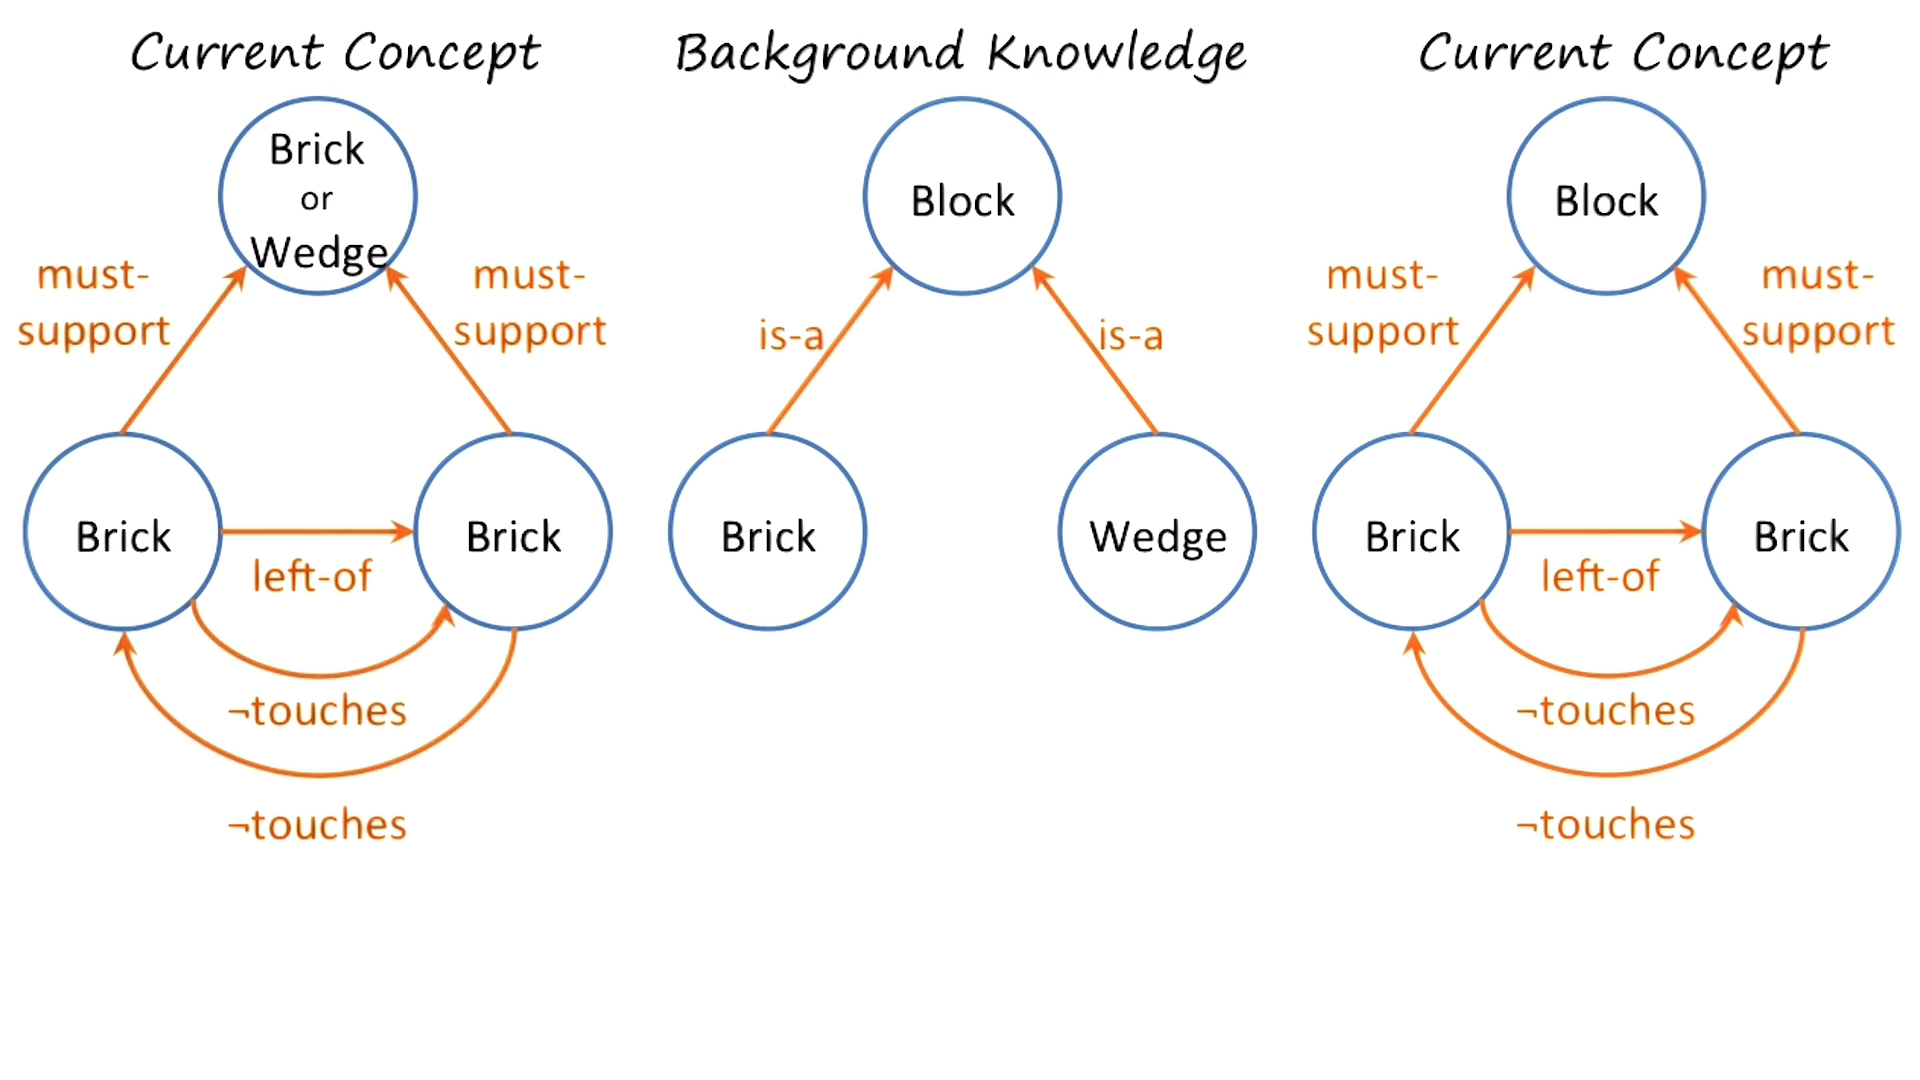 Current Concept
Brick
or
Wedge
must-
support
must-
support
Brick
Brick
left-of
¬touches
¬touches
Background Knowledge
Block
is-a
is-a
Brick
Wedge
Current Concept
Block
must-
support
must-
support
Brick
Brick
left-of
¬touches
¬touches